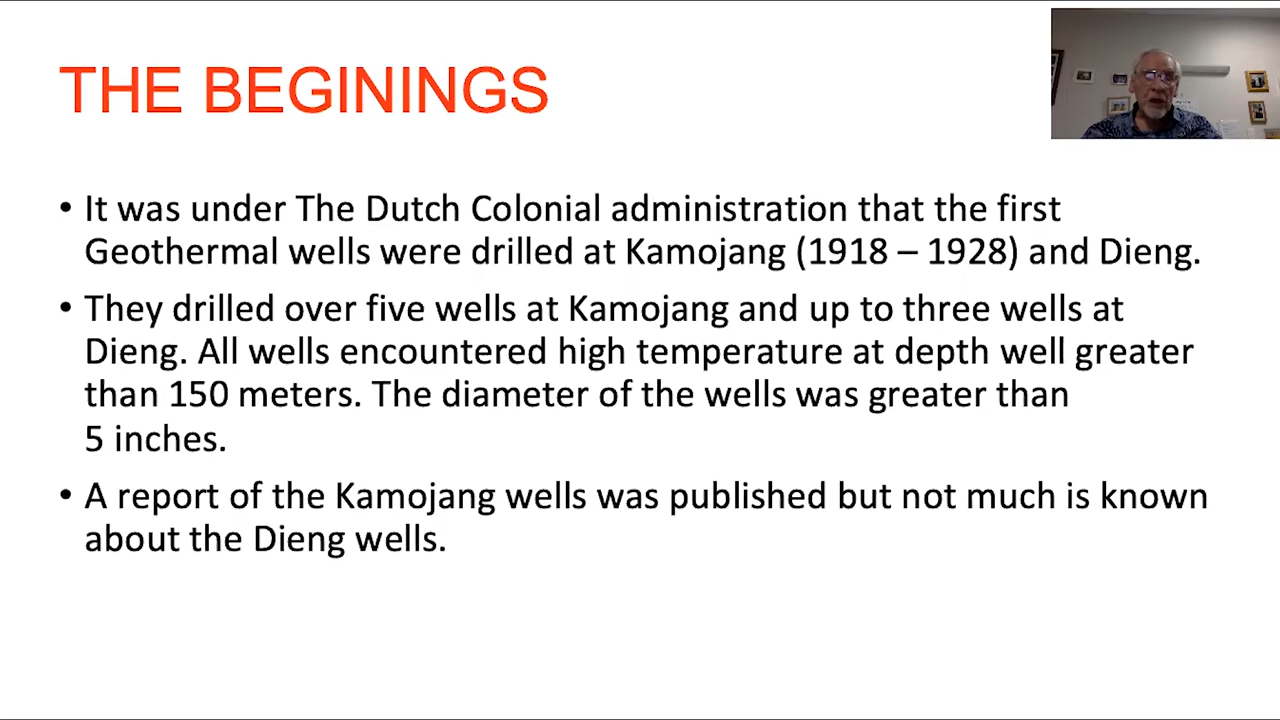 THE BEGININGS
• It was under The Dutch Colonial administration that the first
Geothermal wells were drilled at Kamojang (1918 – 1928) and Dieng.
• They drilled over five wells at Kamojang and up to three wells at
Dieng. All wells encountered high temperature at depth well greater
than 150 meters. The diameter of the wells was greater than
5 inches.
• A report of the Kamojang wells was published but not much is known
about the Dieng wells.